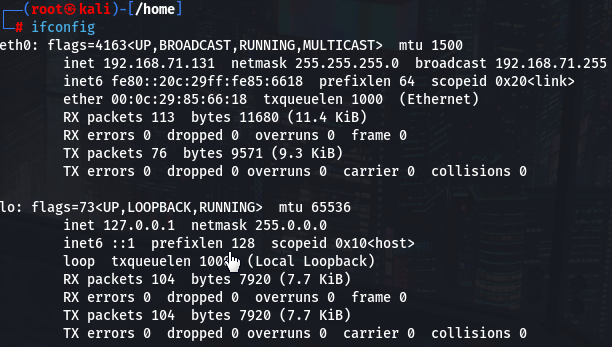 (root㉿kali)-[/home]
# ifconfig
eth0: flags=4163<UP,BROADCAST,RUNNING,MULTICAST>  mtu 1500
inet 192.168.71.131  netmask 255.255.255.0  broadcast 192.168.71.255
inet6 fe80::20c:29ff:fe85:6618  prefixlen 64  scopeid 0x20<link>
ether 00:0c:29:85:66:18  txqueuelen 1000  (Ethernet)
RX packets 113  bytes 11680 (11.4 KiB)
RX errors 0  dropped 0  overruns 0  frame 0
TX packets 76  bytes 9571 (9.3 KiB)
TX errors 0  dropped 0 overruns 0  carrier 0  collisions 0
lo: flags=73<UP,LOOPBACK,RUNNING>  mtu 65536
inet 127.0.0.1  netmask 255.0.0.0
inet6 ::1  prefixlen 128  scopeid 0x10<host>
loop  txqueuelen 1000  (Local Loopback)
RX packets 104  bytes 7920 (7.7 KiB)
RX errors 0  dropped 0  overruns 0  frame 0
TX packets 104  bytes 7920 (7.7 KiB)
TX errors 0  dropped 0 overruns 0  carrier 0  collisions 0